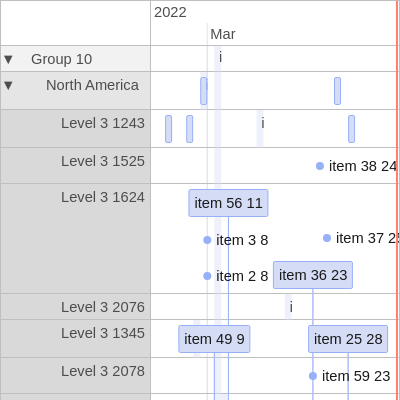 2022
Mar
▼ Group 10 i
▼ North America
Level 3 1243 i
Level 3 1525 item 38 24
Level 3 1624 item 56 11
item 3 8 item 37 25
item 2 8 item 36 23
Level 3 2076 i
Level 3 1345 item 49 9 item 25 28
Level 3 2078 item 59 23